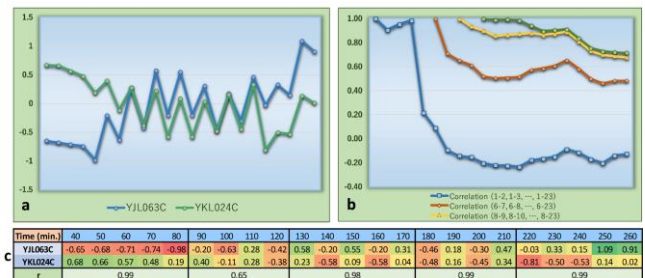 1.5
1
0.5
0
-0.5
-1
-1.5
a
YJL063C YKL024C
1.00
0.80
0.60
0.40
0.20
0.00
-0.20
-0.40
b
Correlation (1-2, 1-3, ---, 1-23)
Correlation (6-7, 6-8, ---, 6-23)
Correlation (8-9, 8-10, ---, 8-23)
c
Time (min.) 40 50 60 70 80 90 100 110 120 130 140 150 160 170 180 190 200 210 220 230 240 250 260
YJL063C -0.65 -0.68 -0.71 -0.74 -0.98 -0.20 -0.63 0.28 -0.38 0.58 -0.20 0.55 -0.20 0.31 -0.46 0.18 -0.30 0.47 -0.03 0.33 0.15 1.09 0.91
YKL024C 0.68 0.66 0.57 0.48 0.19 0.40 -0.11 0.28 -0.42 0.23 -0.58 0.09 -0.58 0.04 -0.48 0.16 -0.45 0.34 -0.81 -0.50 -0.53 0.14 0.02
r 0.99 0.65 0.98 0.99 0.99